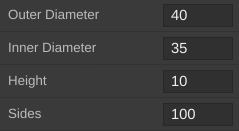 Outer Diameter 40
Inner Diameter 35
Height 10
Sides 100